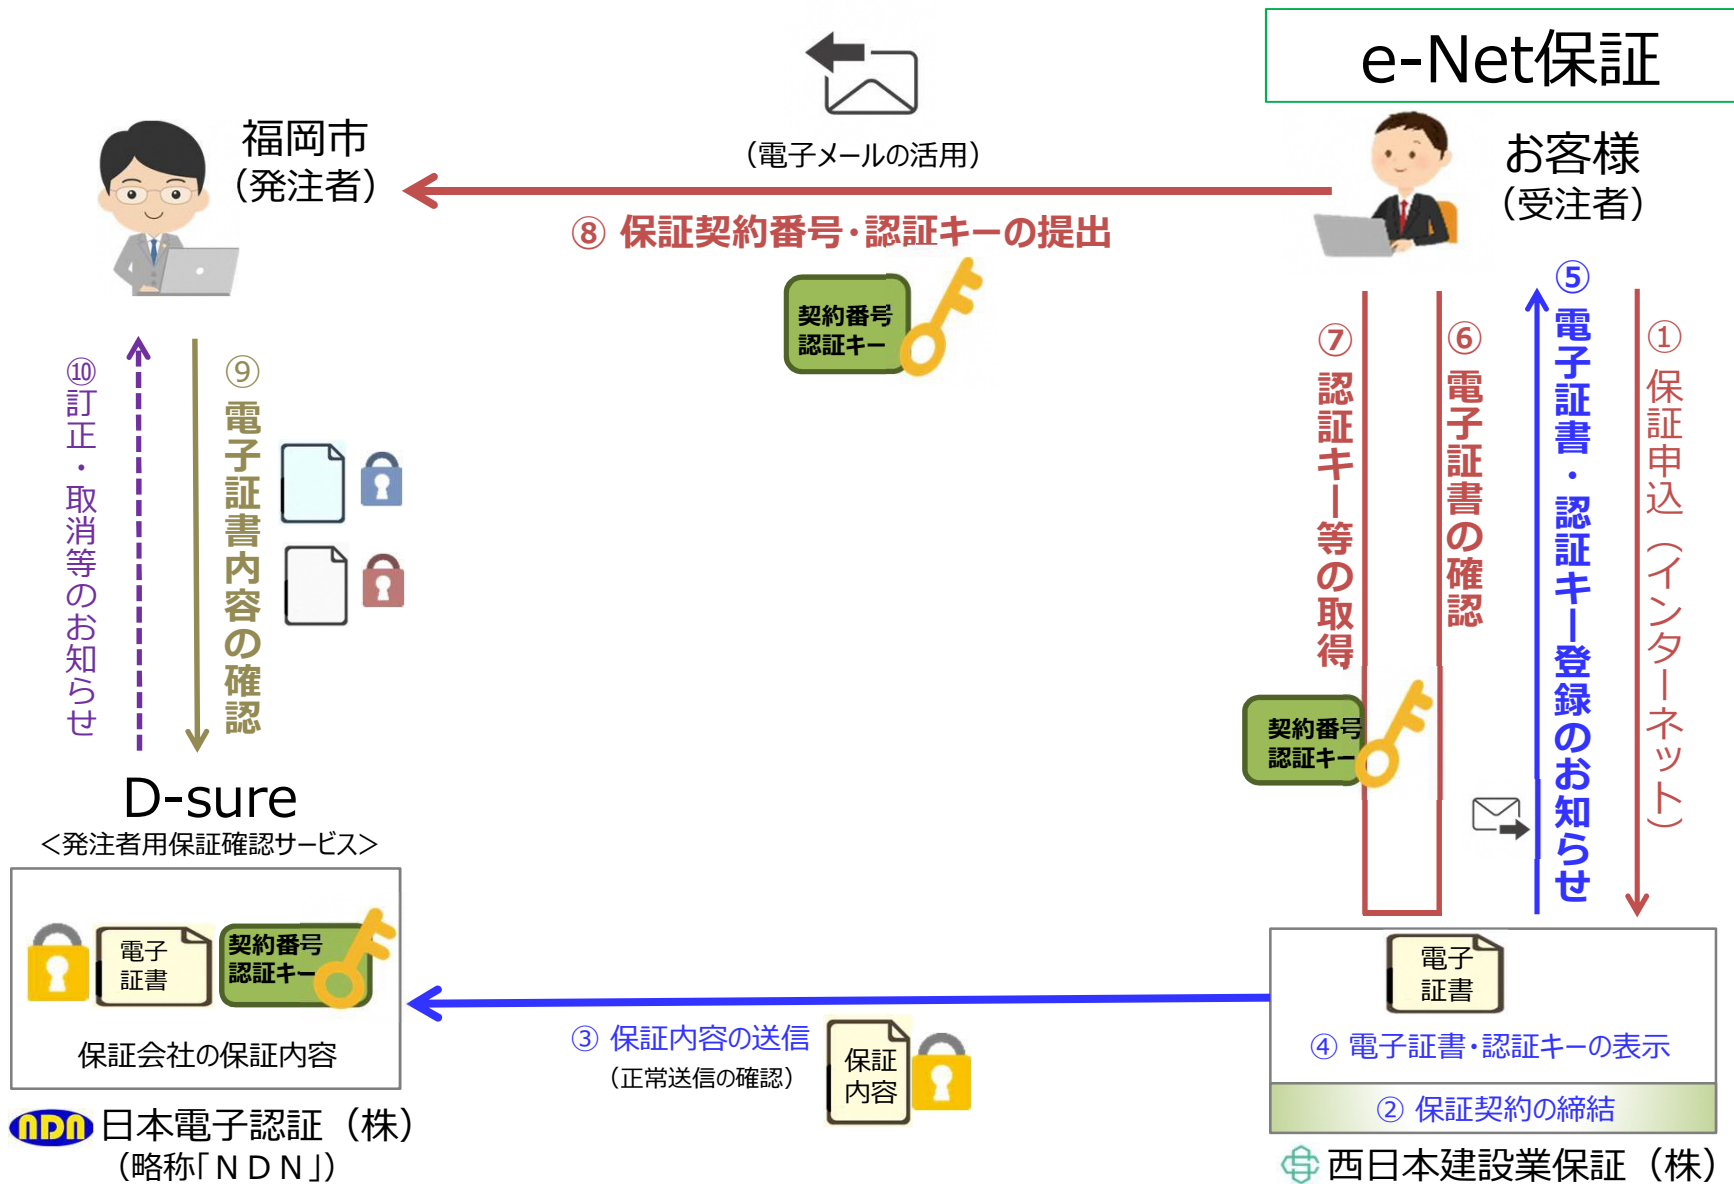 e-Net保証
福岡市
（発注者）
（電子メールの活用）
お客様
（受注者）
⑧ 保証契約番号・認証キーの提出
契約番号
認証キー
⑩訂正・取消等のお知らせ
⑨電子証書内容の確認
⑦認証キー等の取得
⑥電子証書の確認
⑤電子証書・認証キー登録のお知らせ
①保証申込（インターネット）
契約番号
認証キー
D-sure
<発注者用保証確認サービス>
電子
証書
契約番号
認証キー
保証会社の保証内容
③ 保証内容の送信
（正常送信の確認）
保証
内容
電子
証書
④ 電子証書・認証キーの表示
② 保証契約の締結
NDN 日本電子認証（株）
（略称「ＮＤＮ」）
西日本建設業保証（株）